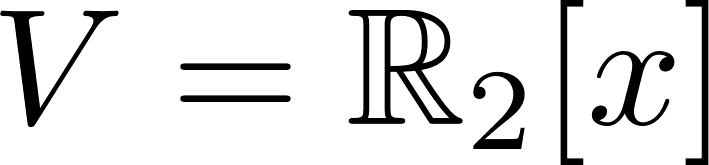 V = ℝ₂[x]